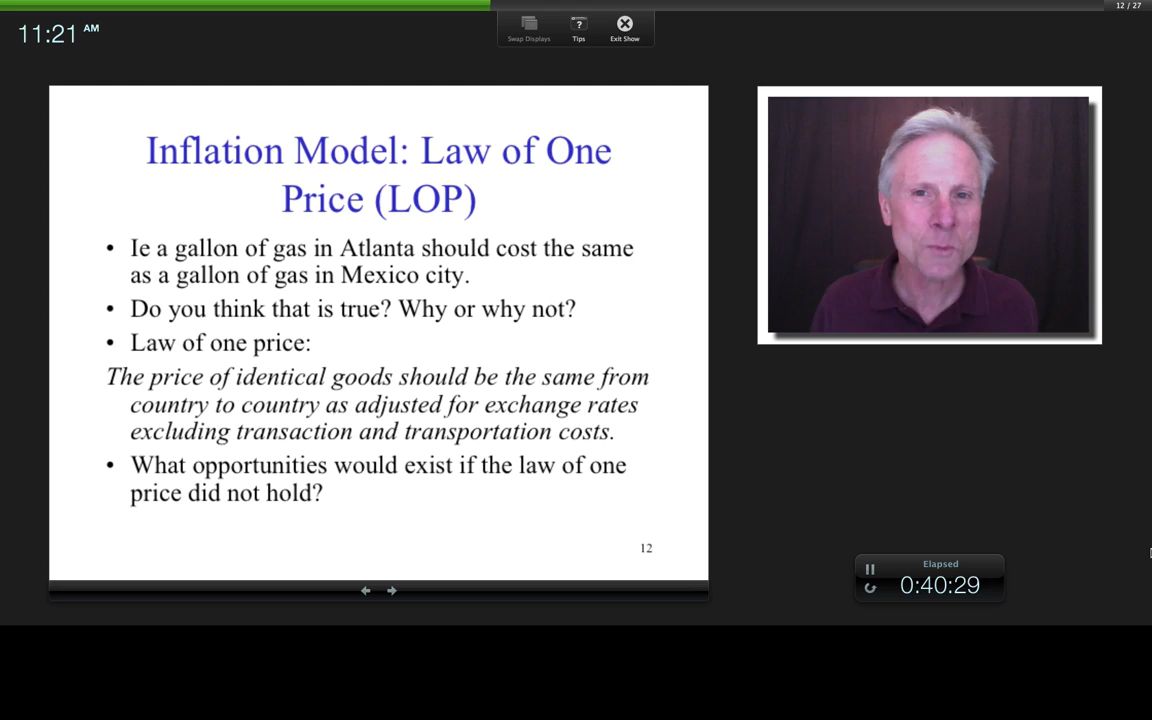 12 / 27
11:21 AM
Swap Displays
Tips
Exit Show
Inflation Model: Law of One
Price (LOP)
• Ie a gallon of gas in Atlanta should cost the same
as a gallon of gas in Mexico city.
• Do you think that is true? Why or why not?
• Law of one price:
The price of identical goods should be the same from
country to country as adjusted for exchange rates
excluding transaction and transportation costs.
• What opportunities would exist if the law of one
price did not hold?
12
Elapsed
0:40:29